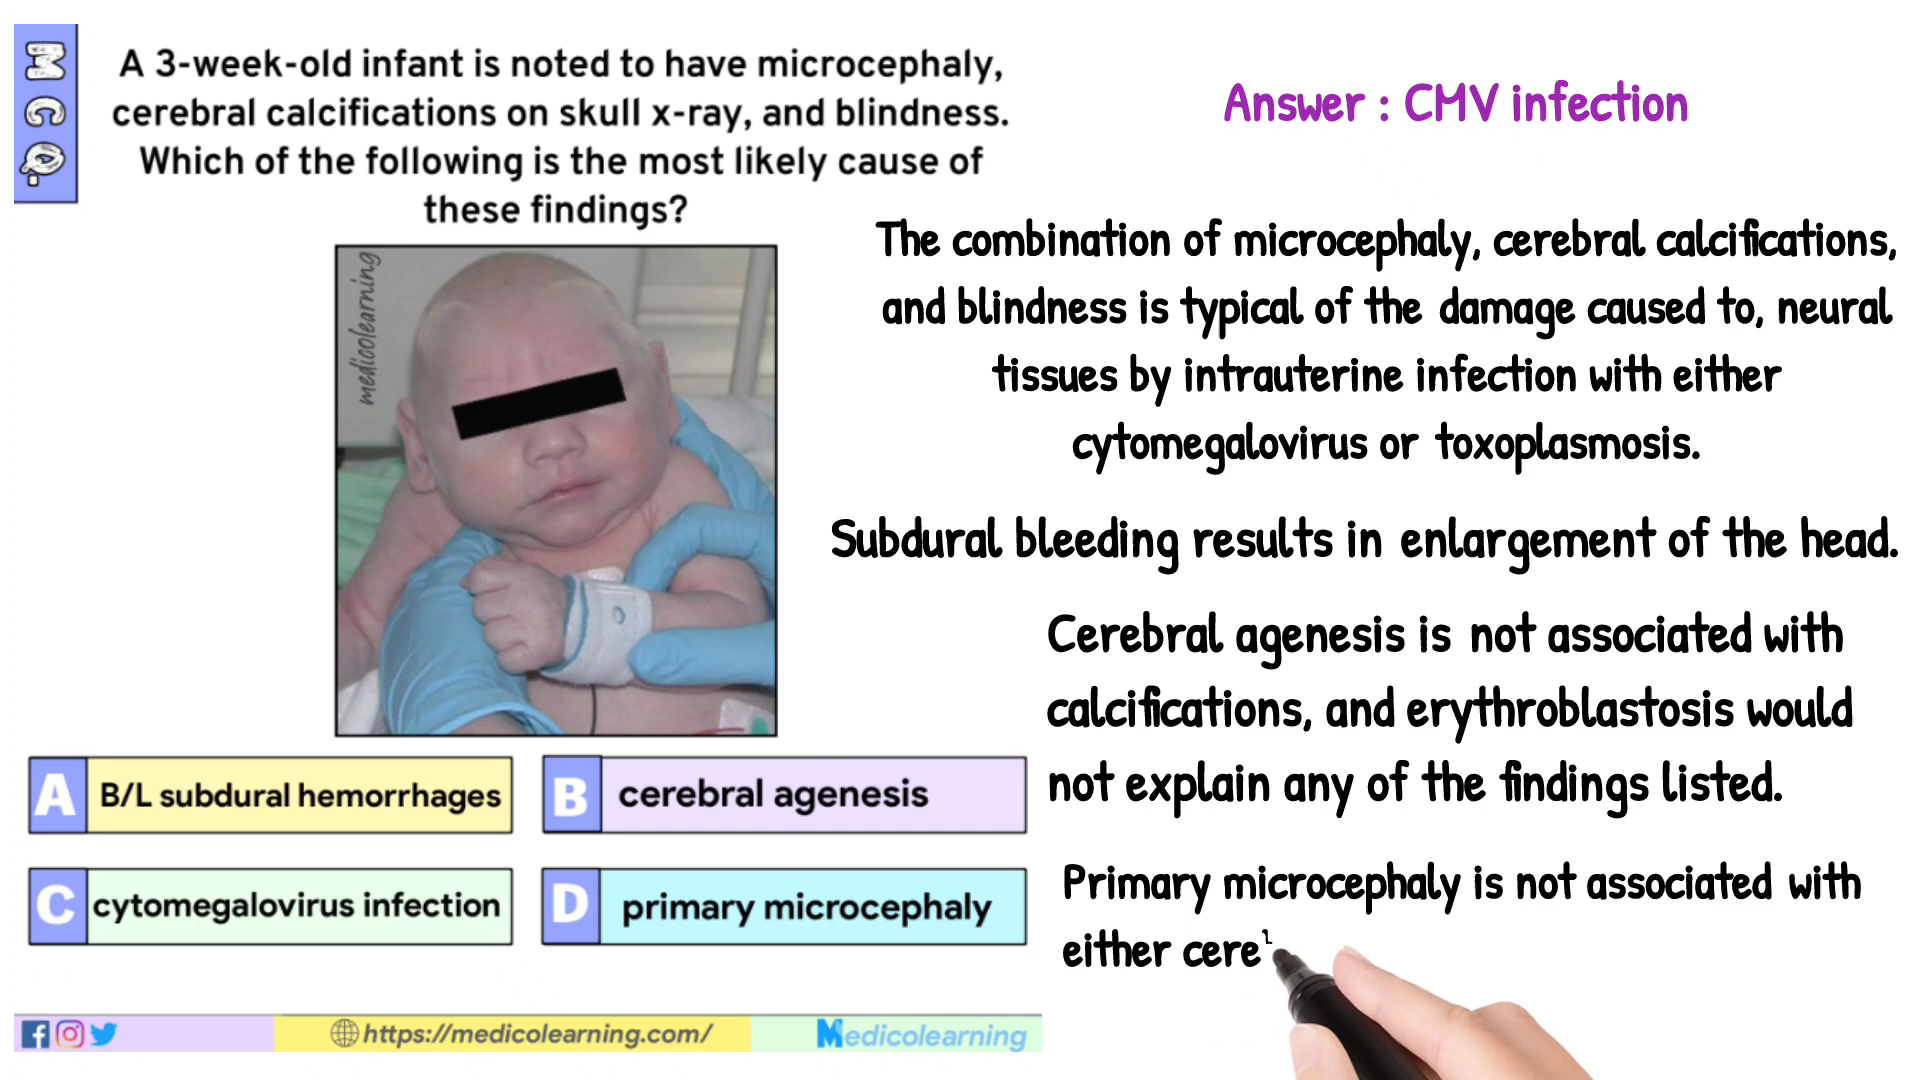 MCQ
A 3-week-old infant is noted to have microcephaly,
cerebral calcifications on skull x-ray, and blindness.
Which of the following is the most likely cause of
these findings?
medicolearning
A B/L subdural hemorrhages
B cerebral agenesis
C cytomegalovirus infection
D primary microcephaly
https://medicolearning.com/
Medicolearning
Answer : CMV infection
The combination of microcephaly, cerebral calcifications,
and blindness is typical of the damage caused to, neural
tissues by intrauterine infection with either
cytomegalovirus or toxoplasmosis.
Subdural bleeding results in enlargement of the head.
Cerebral agenesis is not associated with
calcifications, and erythroblastosis would
not explain any of the findings listed.
Primary microcephaly is not associated with
either cere